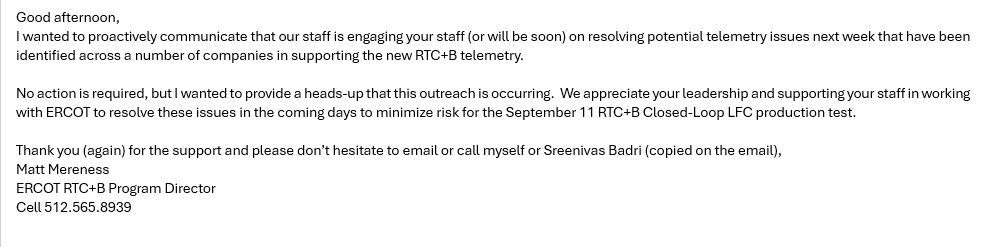 Good afternoon,
I wanted to proactively communicate that our staff is engaging your staff (or will be soon) on resolving potential telemetry issues next week that have been
identified across a number of companies in supporting the new RTC+B telemetry.
No action is required, but I wanted to provide a heads-up that this outreach is occurring.  We appreciate your leadership and supporting your staff in working
with ERCOT to resolve these issues in the coming days to minimize risk for the September 11 RTC+B Closed-Loop LFC production test.
Thank you (again) for the support and please don’t hesitate to email or call myself or Sreenivas Badri (copied on the email),
Matt Mereness
ERCOT RTC+B Program Director
Cell 512.565.8939